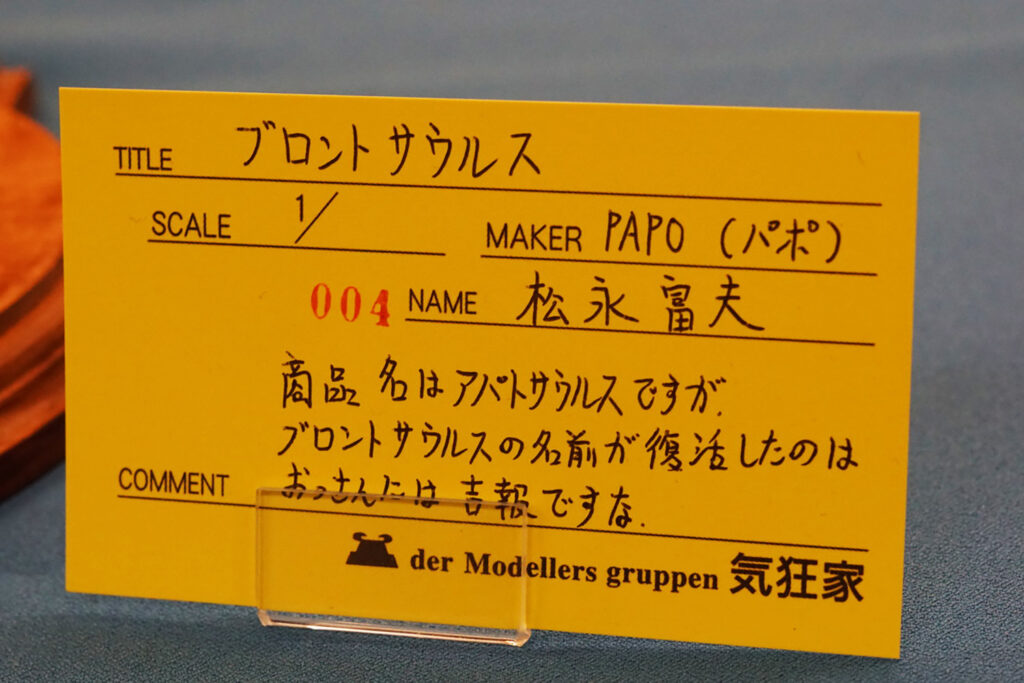 TITLE ブロントサウルス
SCALE 1/
MAKER PAPO (パポ)
004 NAME 松永富夫
商品名はアパトサウルスですが.
ブロントサウルスの名前が復活したのは
COMMENT おっさんには吉報ですな.
der Modellers gruppen 気狂家